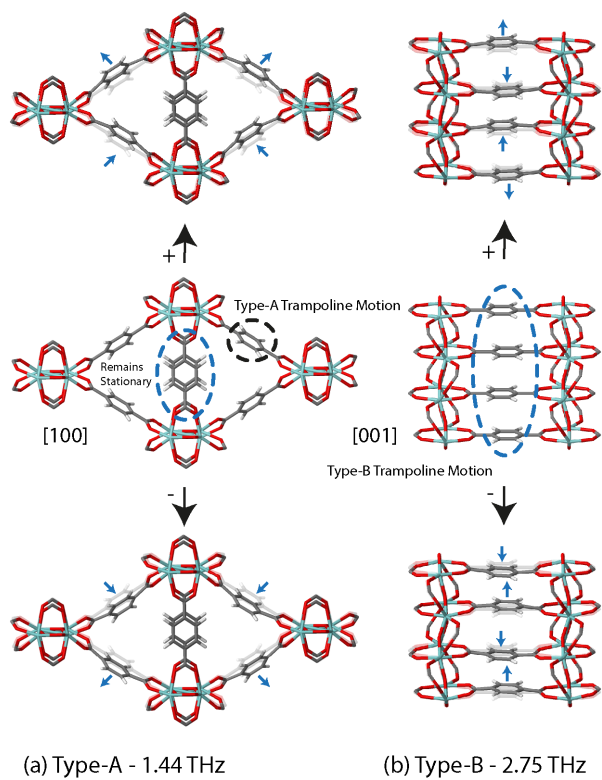 +
+
Type-A Trampoline Motion
Remains
Stationary
[100]
[001]
Type-B Trampoline Motion
-
-
(a) Type-A - 1.44 THz
(b) Type-B - 2.75 THz